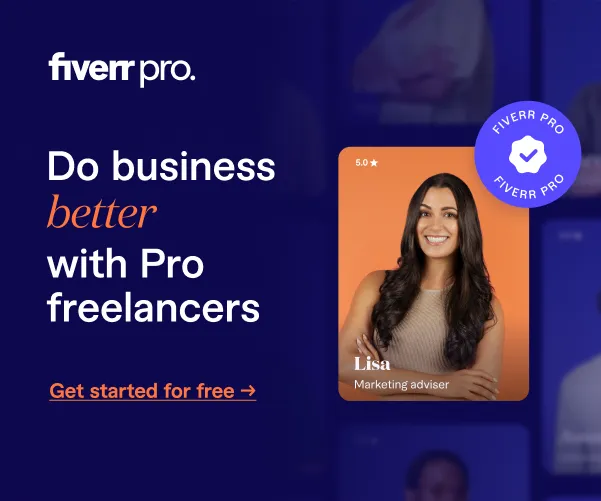 fiverr pro.
Do business
better
with Pro
freelancers
Get started for free →
5.0 ★
FIVERR PRO
FIVERR PRO
Lisa
Marketing adviser